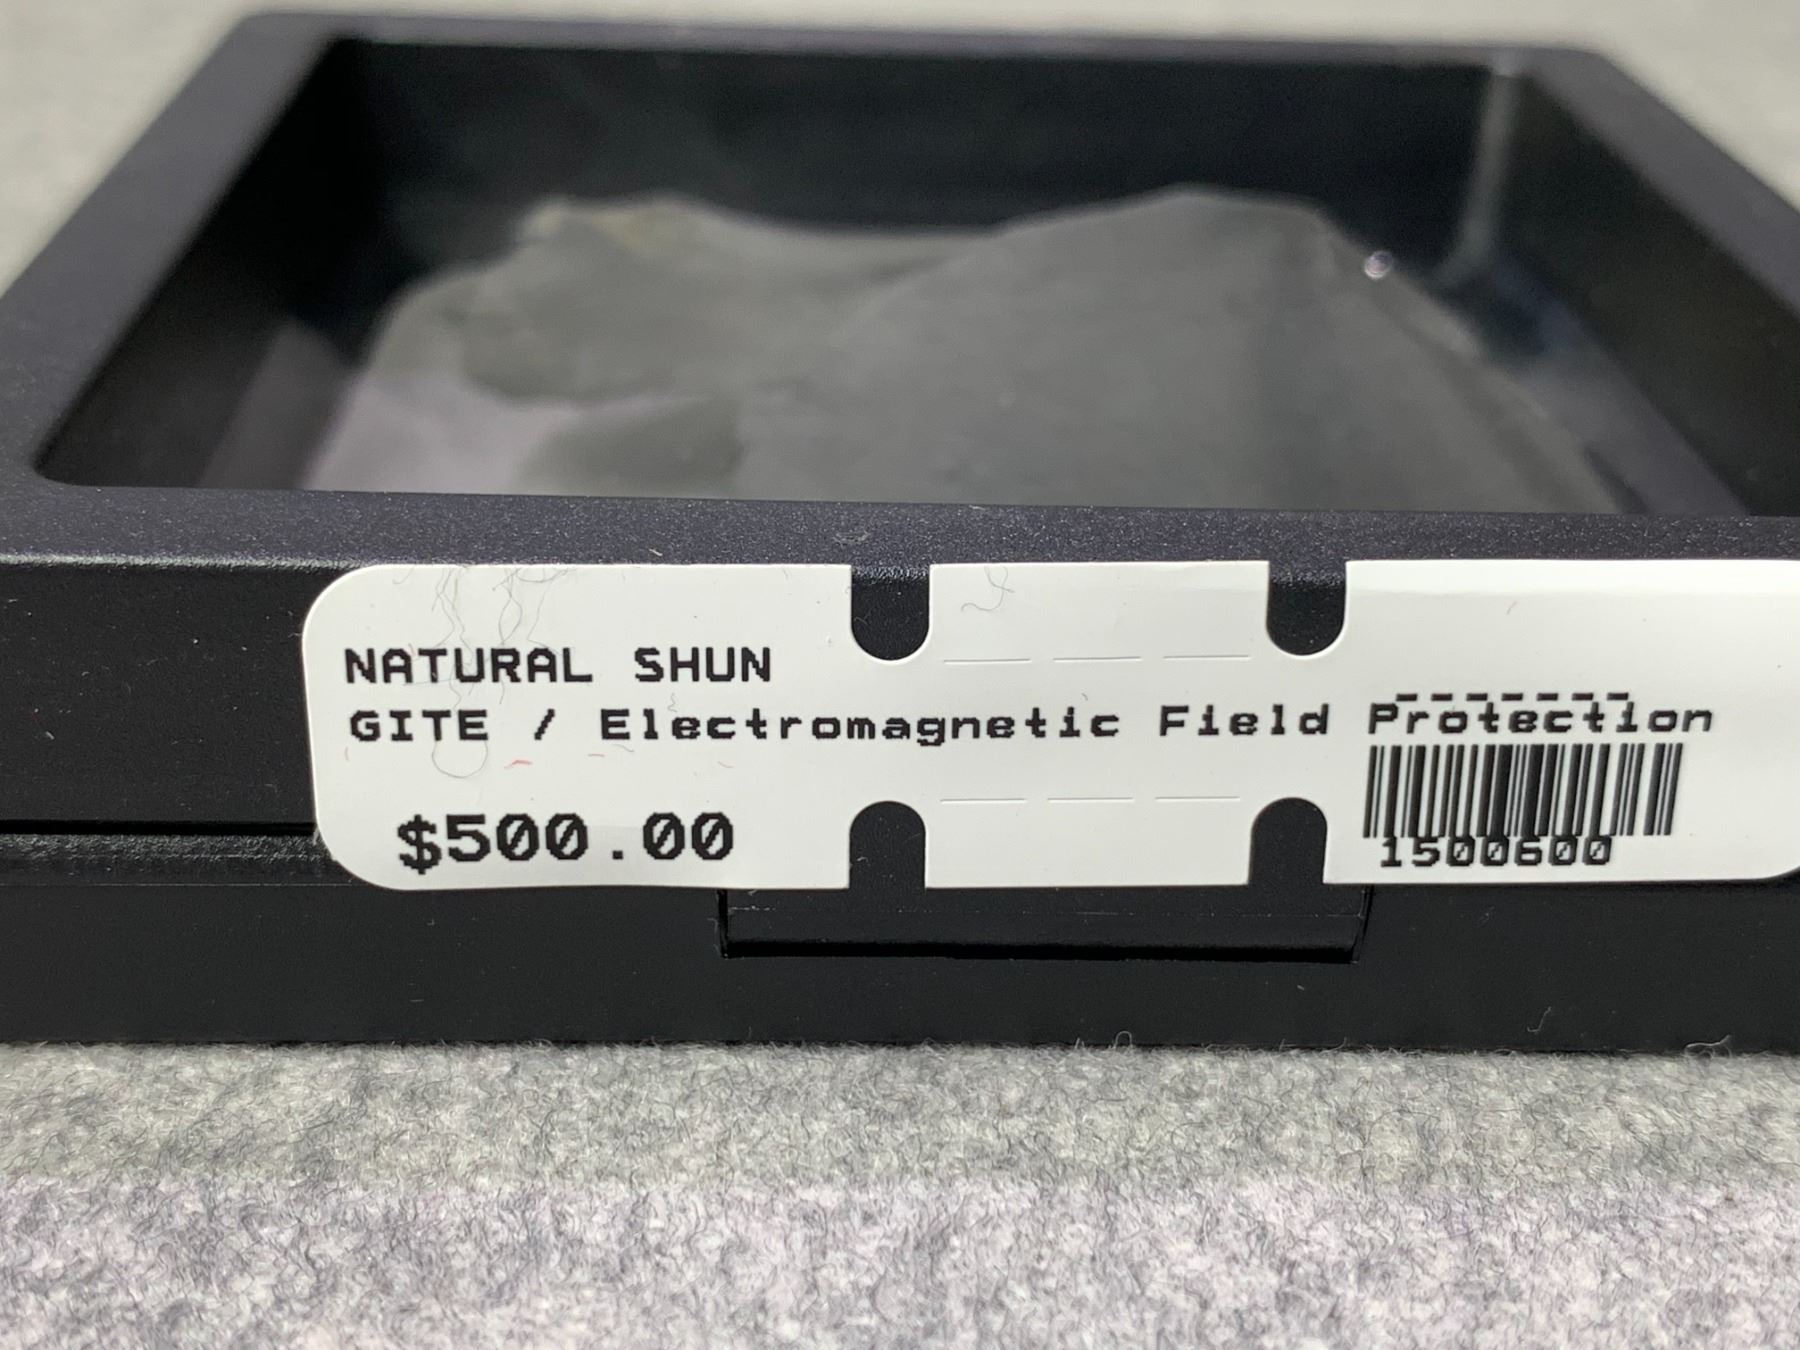 NATURAL SHUN
GITE / Electromagnetic Field Protection
$500.00
1500600